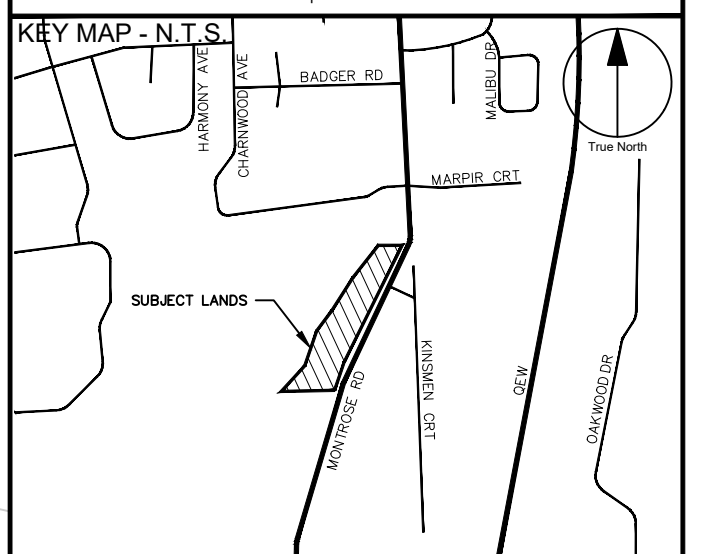 KEY MAP - N.T.S.
HARMONY AVE
CHARNWOOD AVE
BADGER RD
MALIBU DR
True North
MARPIR CRT
SUBJECT LANDS
MONTROSE RD
KINSMEN CRT
QEW
OAKWOOD DR